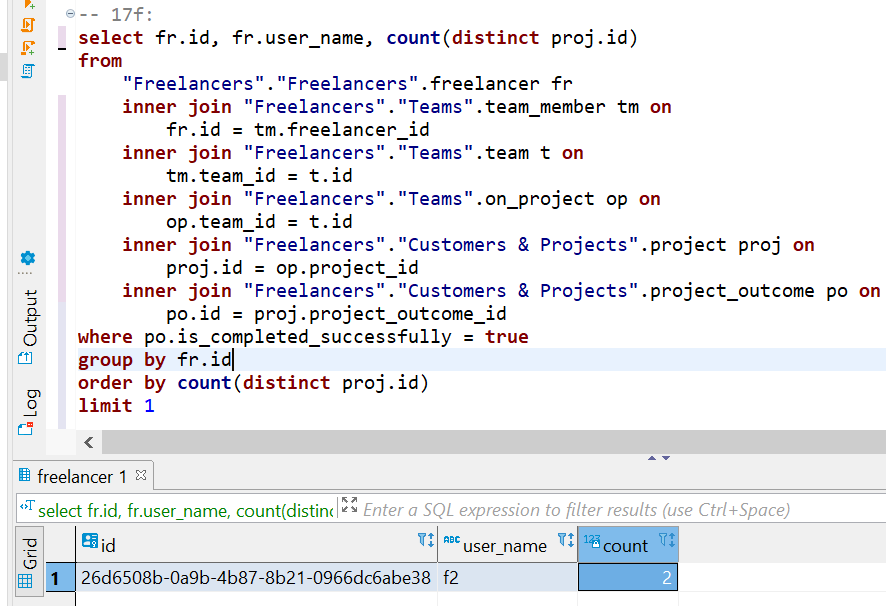 -- 17f:
select fr.id, fr.user_name, count(distinct proj.id)
from
"Freelancers"."Freelancers".freelancer fr
inner join "Freelancers"."Teams".team_member tm on
fr.id = tm.freelancer_id
inner join "Freelancers"."Teams".team t on
tm.team_id = t.id
inner join "Freelancers"."Teams".on_project op on
op.team_id = t.id
inner join "Freelancers"."Customers & Projects".project proj on
proj.id = op.project_id
inner join "Freelancers"."Customers & Projects".project_outcome po on
po.id = proj.project_outcome_id
where po.is_completed_successfully = true
group by fr.id
order by count(distinct proj.id)
limit 1
Output
Log
freelancer 1
select fr.id, fr.user_name, count(distinc
Enter a SQL expression to filter results (use Ctrl+Space)
Grid
id ABC user_name 123 count
1 26d6508b-0a9b-4b87-8b21-0966dc6abe38 f2 2